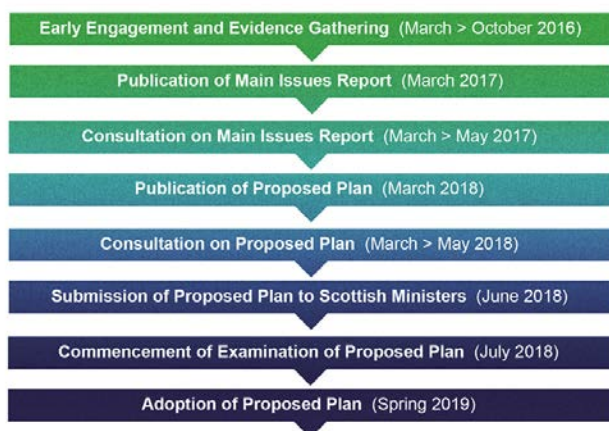 Early Engagement and Evidence Gathering (March > October 2016)
Publication of Main Issues Report (March 2017)
Consultation on Main Issues Report (March > May 2017)
Publication of Proposed Plan (March 2018)
Consultation on Proposed Plan (March > May 2018)
Submission of Proposed Plan to Scottish Ministers (June 2018)
Commencement of Examination of Proposed Plan (July 2018)
Adoption of Proposed Plan (Spring 2019)